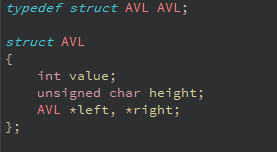 typedef struct AVL AVL;
struct AVL
{
int value;
unsigned char height;
AVL *left, *right;
};